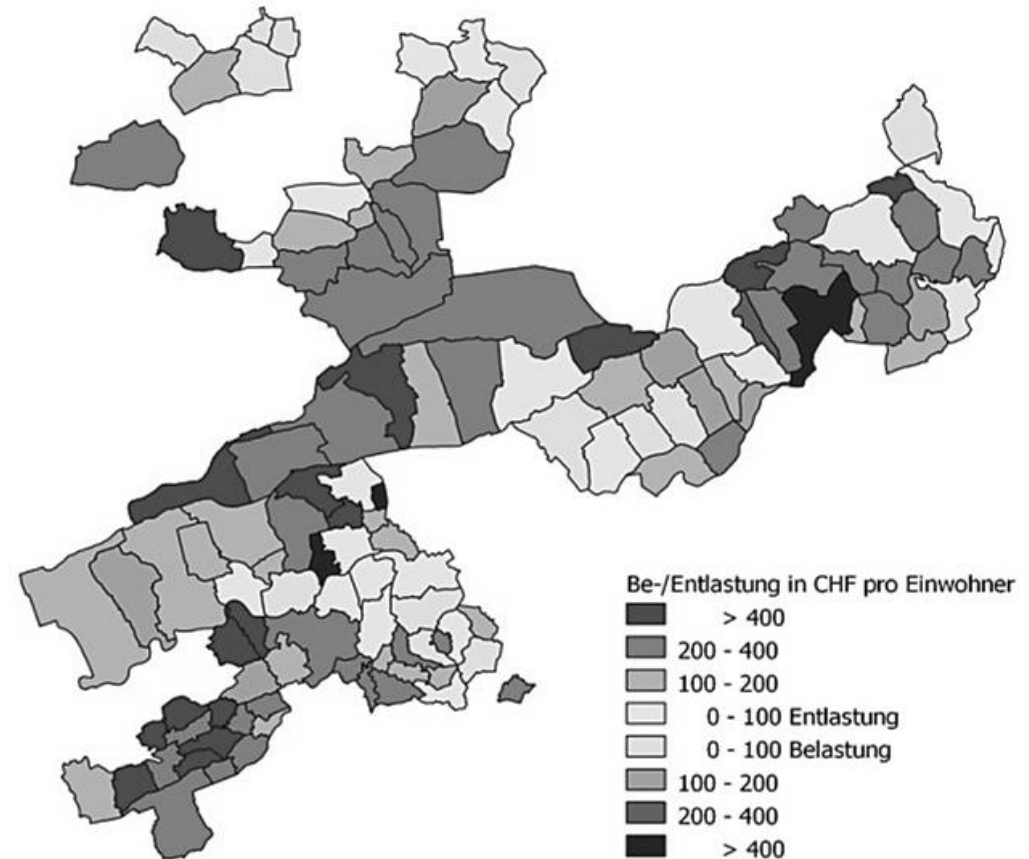 Be-/Entlastung in CHF pro Einwohner
> 400
200 - 400
100 - 200
0 - 100 Entlastung
0 - 100 Belastung
100 - 200
200 - 400
> 400